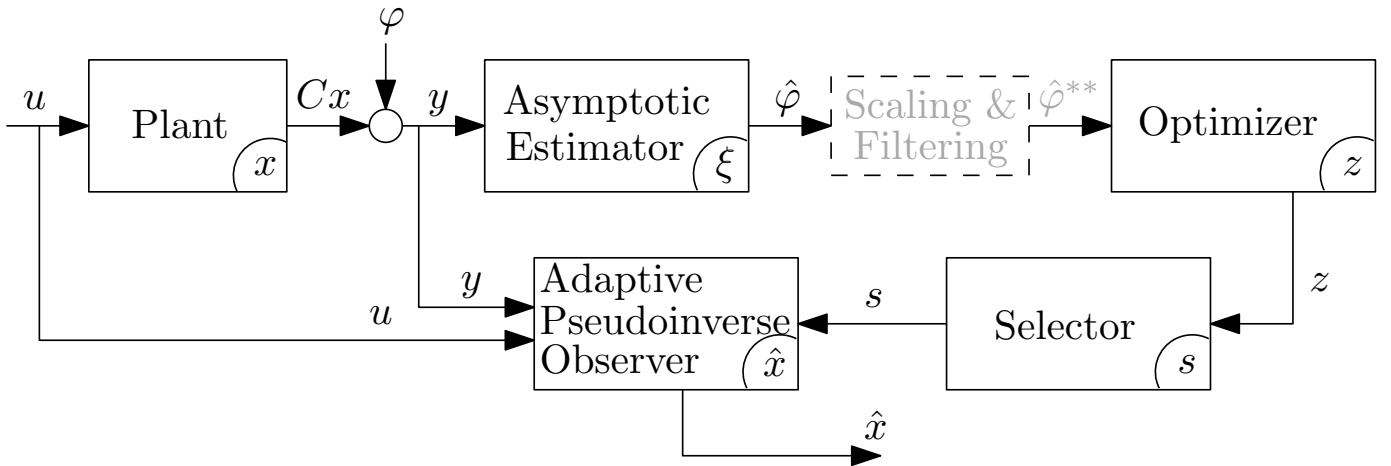 φ
u
Plant
x
Cx
y
Asymptotic
Estimator
ξ
φ̂
Scaling &
Filtering
φ̂**
Optimizer
z
y
u
Adaptive
Pseudoinverse
Observer
x̂
s
Selector
s
z
x̂